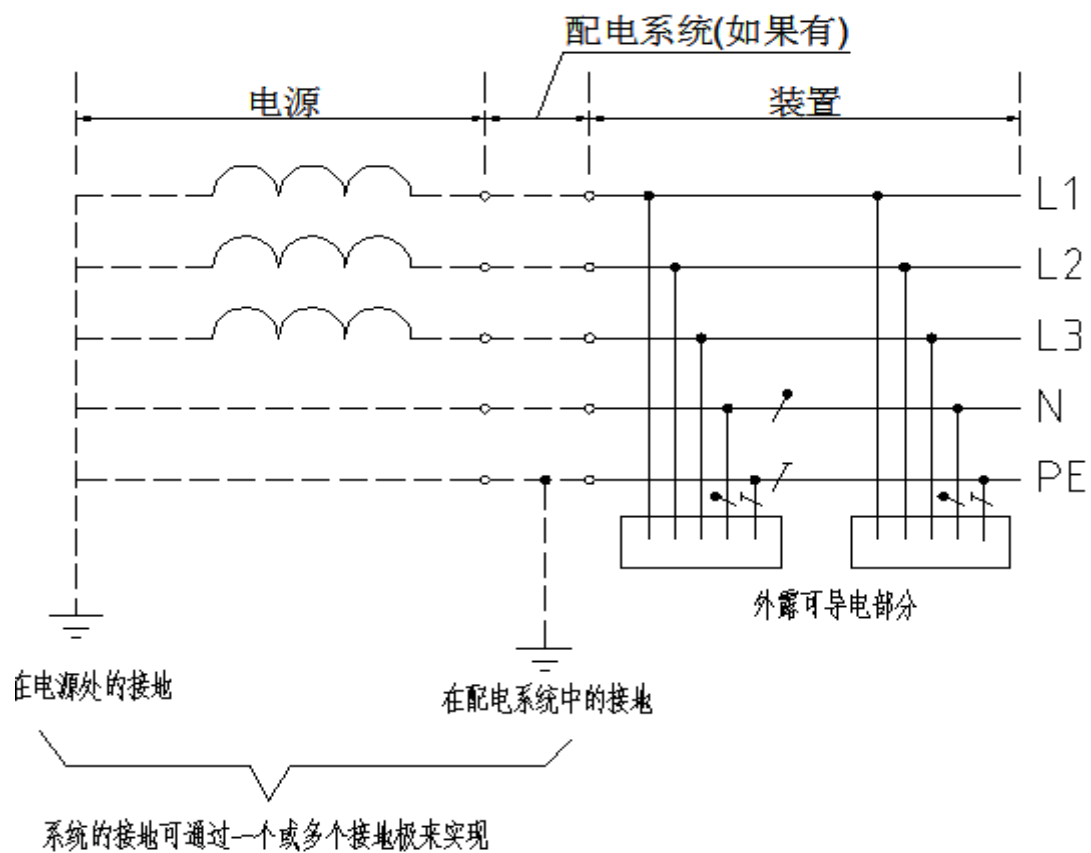 配电系统(如果有)
电源
装置
L1
L2
L3
N
PE
外露可导电部分
在电源处的接地
在配电系统中的接地
系统的接地可通过一个或多个接地极来实现